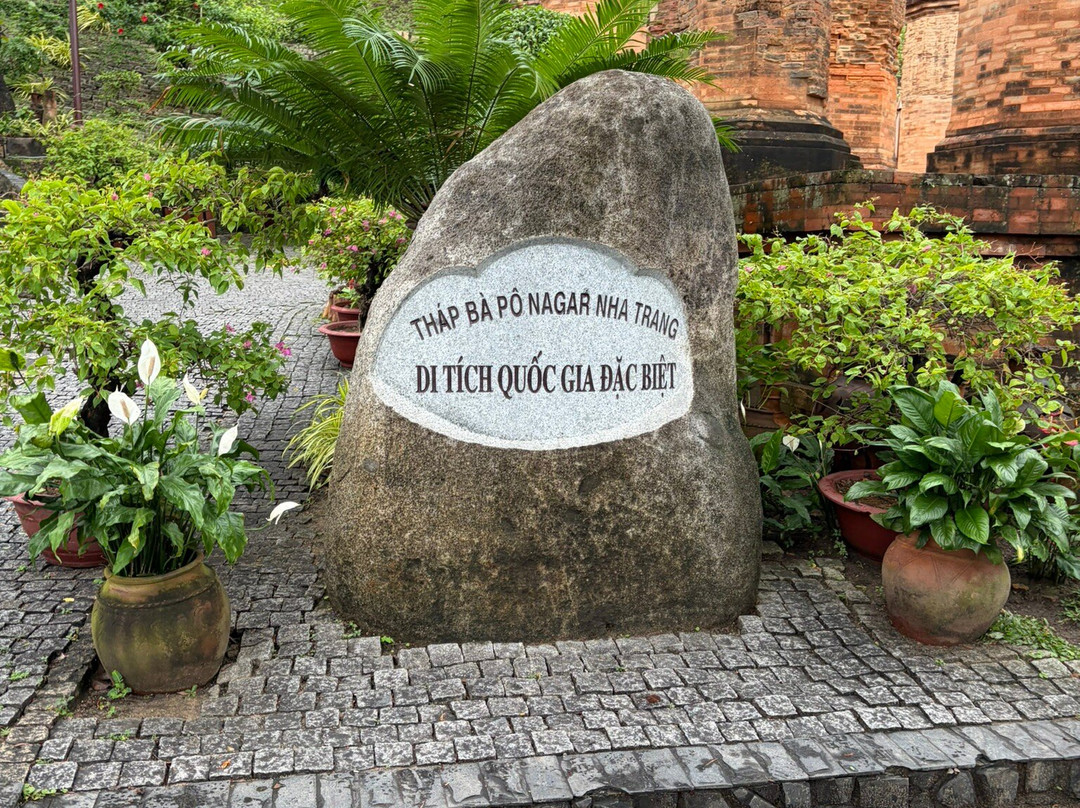 THÁP BÀ PÔ NAGAR NHA TRANG
DI TÍCH QUỐC GIA ĐẶC BIỆT